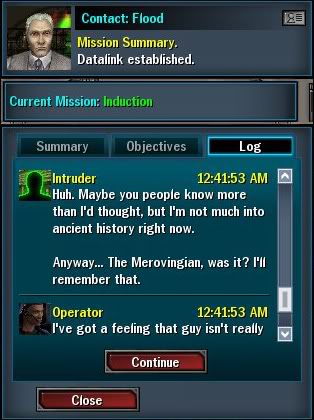 Contact: Flood
Mission Summary.
Datalink established.
Current Mission: Induction
Summary
Objectives
Log
Intruder 12:41:53 AM
Huh. Maybe you people know more
than I'd thought, but I'm not much into
ancient history right now.
Anyway... The Merovingian, was it? I'll
remember that.
Operator 12:41:53 AM
I've got a feeling that guy isn't really
Continue
Close